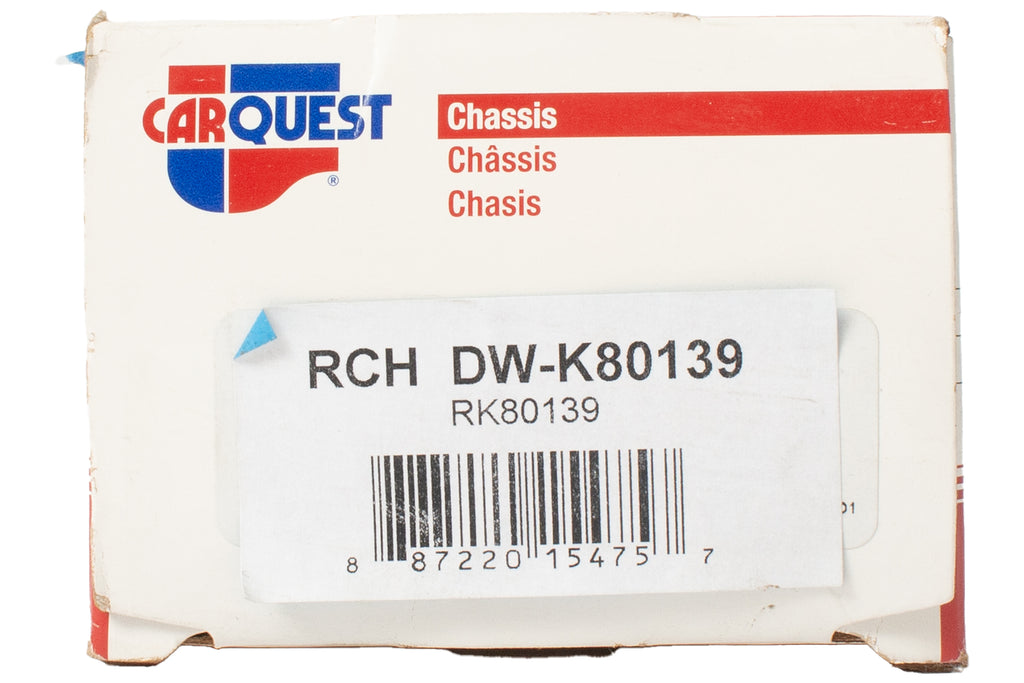 CARQUEST
®
Chassis
Châssis
Chasis
RCH DW-K80139
RK80139
8 87220 15475 7